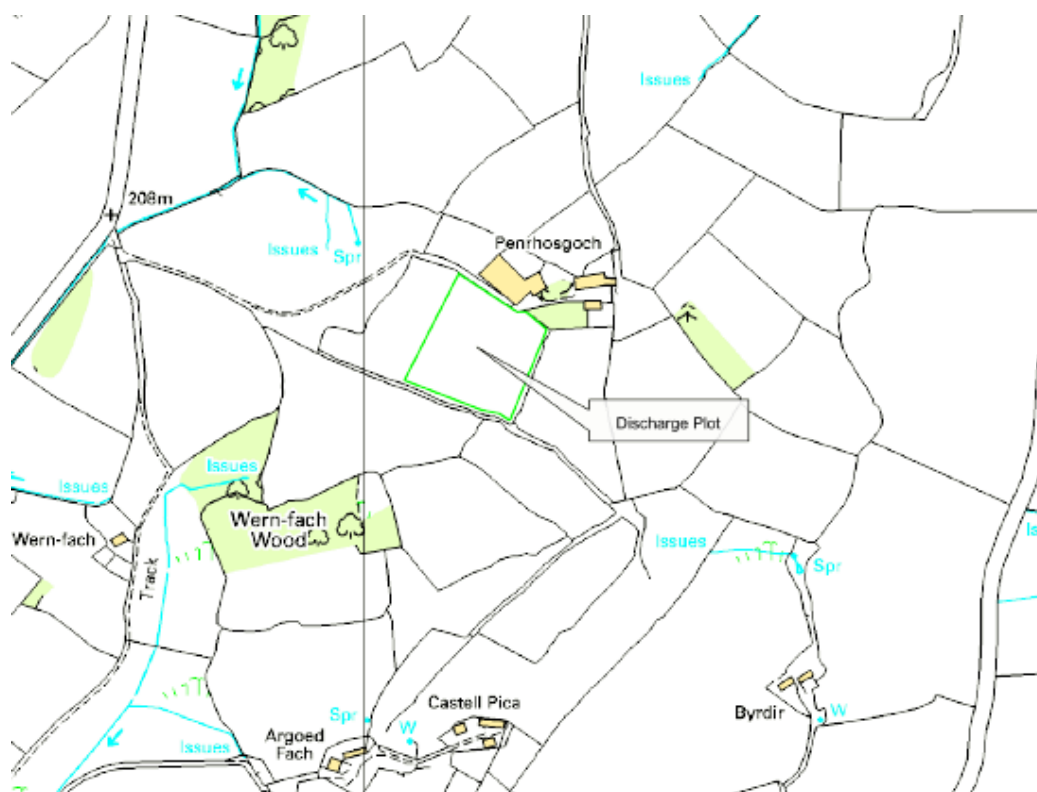 Issues
208m
Issues
Spr
Penrhosgoch
Discharge Plot
Issues
Issues
Wern-fach
Wood
Wern-fach
Track
Issues
Spr
Is
Spr
Castell Pica
W
Byrdir
W
Argoed
Fach
Issues